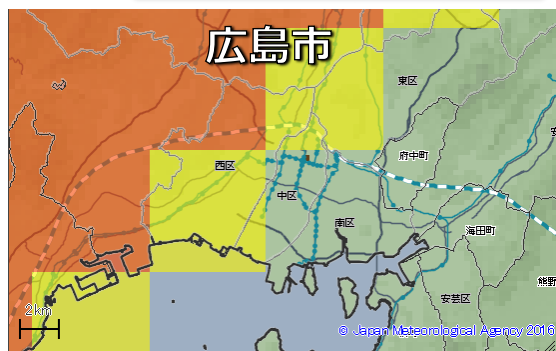 広島市
東区
府中町
西区
中区
南区
海田町
安芸区
熊野
2km
© Japan Meteorological Agency 2016